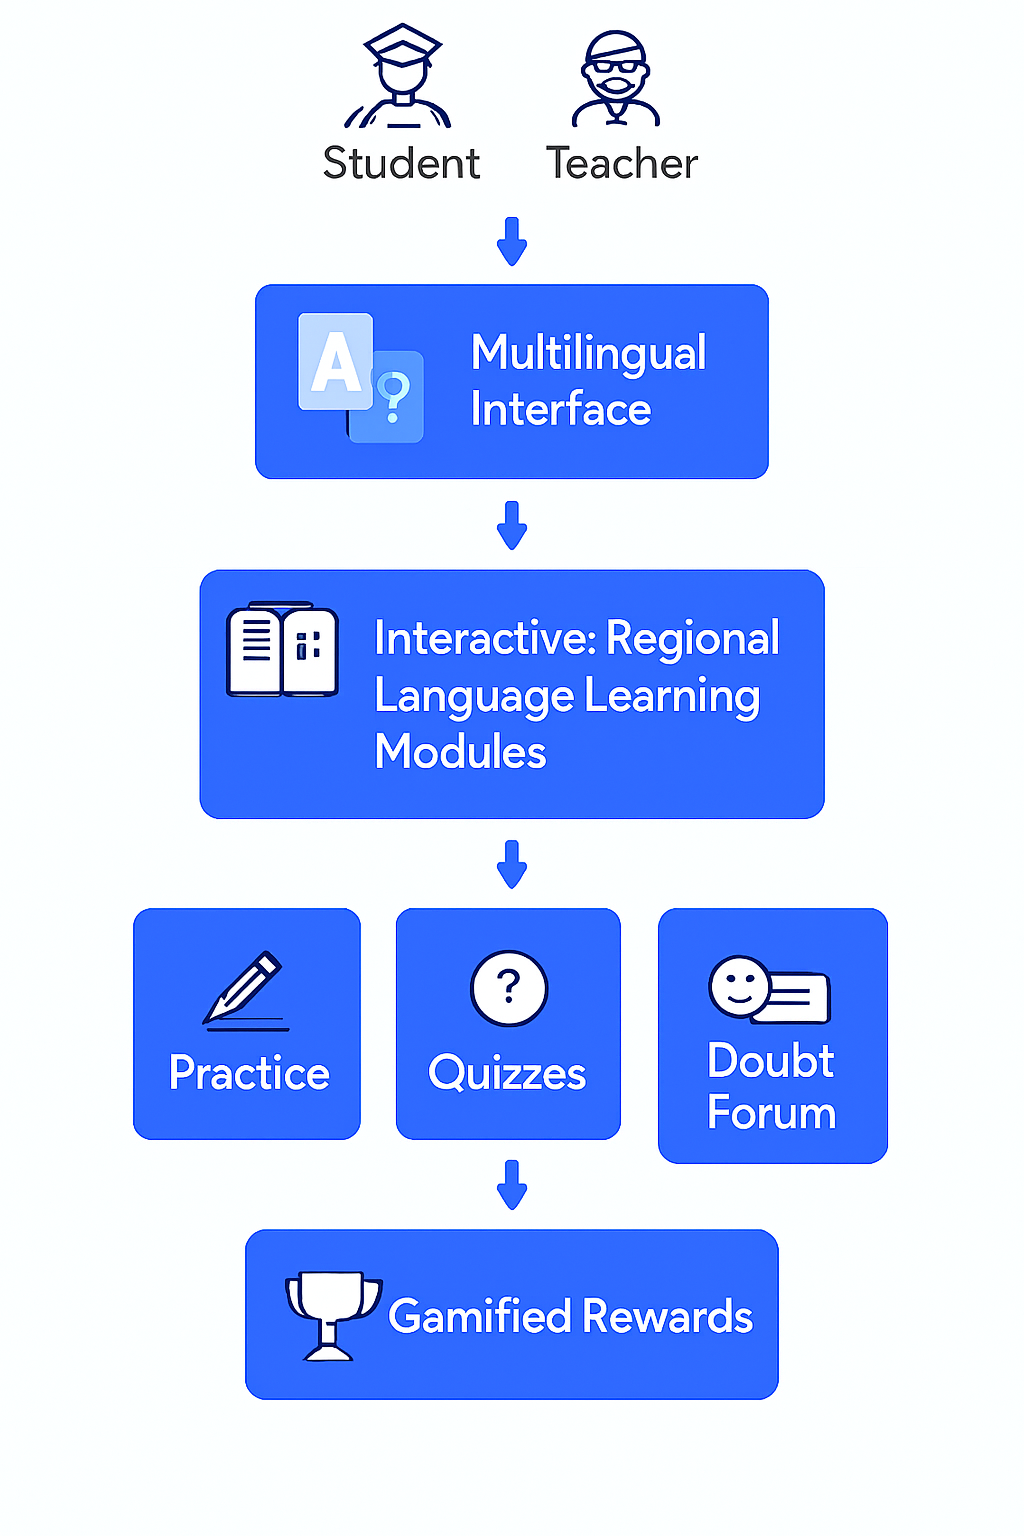 Student
Teacher
A
?
Multilingual
Interface
Interactive: Regional
Language Learning
Modules
Practice
?
Quizzes
Doubt
Forum
Gamified Rewards